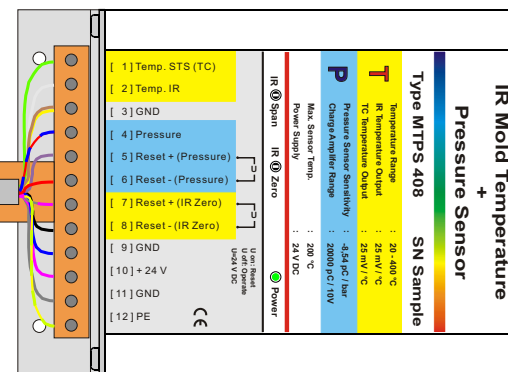 [ 1] Temp. STS (TC)
[ 2] Temp. IR
[ 3] GND
[ 4] Pressure
[ 5] Reset + (Pressure)
[ 6] Reset - (Pressure)
[ 7] Reset + (IR Zero)
[ 8] Reset - (IR Zero)
[ 9] GND
[10] + 24 V
[11] GND
[12] PE
U
U
U on: Reset
U off: Operate
U=24 V DC
CE
IR Mold Temperature
+
Pressure Sensor
Type MTPS 408 SN Sample
T
Temperature Range : 20 - 400 °C
IR Temperature Output : 25 mV / °C
TC Temperature Output : 25 mV / °C
P
Pressure Sensor Sensitivity : -8,54 pC / bar
Charge Amplifer Range : 20000 pC / 10V
Max. Sensor Temp. : 200 °C
Power Supply : 24 V DC
IR Span IR Zero Power